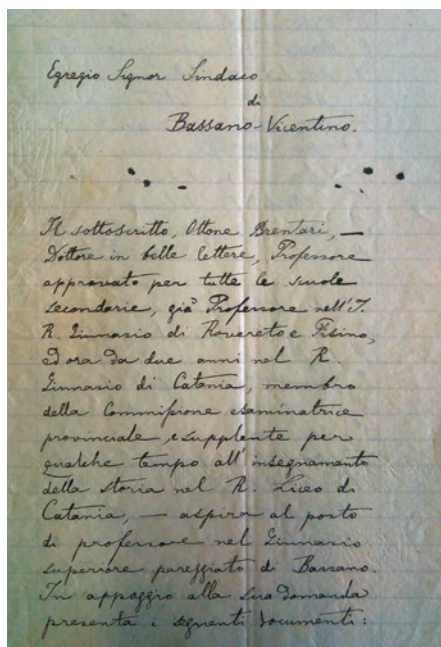 Egregio Signor Sindaco
di
Bassano-Vicentino.
Il sottoscritto, Ottone Brentari, —
Dottore in belle lettere, Professore
approvato per tutte le scuole
secondarie, già Professore nell'I.
R. Ginnasio di Rovereto e Pisino,
ed ora da due anni nel R.
Ginnasio di Catania, membro
della Commissione esaminatrice
provinciale, e supplente per
qualche tempo all'insegnamento
della storia nel R. Liceo di
Catania, — aspira al posto
di professore nel Ginnasio
superiore pareggiato di Bassano.
In appoggio alla sua domanda
presenta i seguenti documenti: